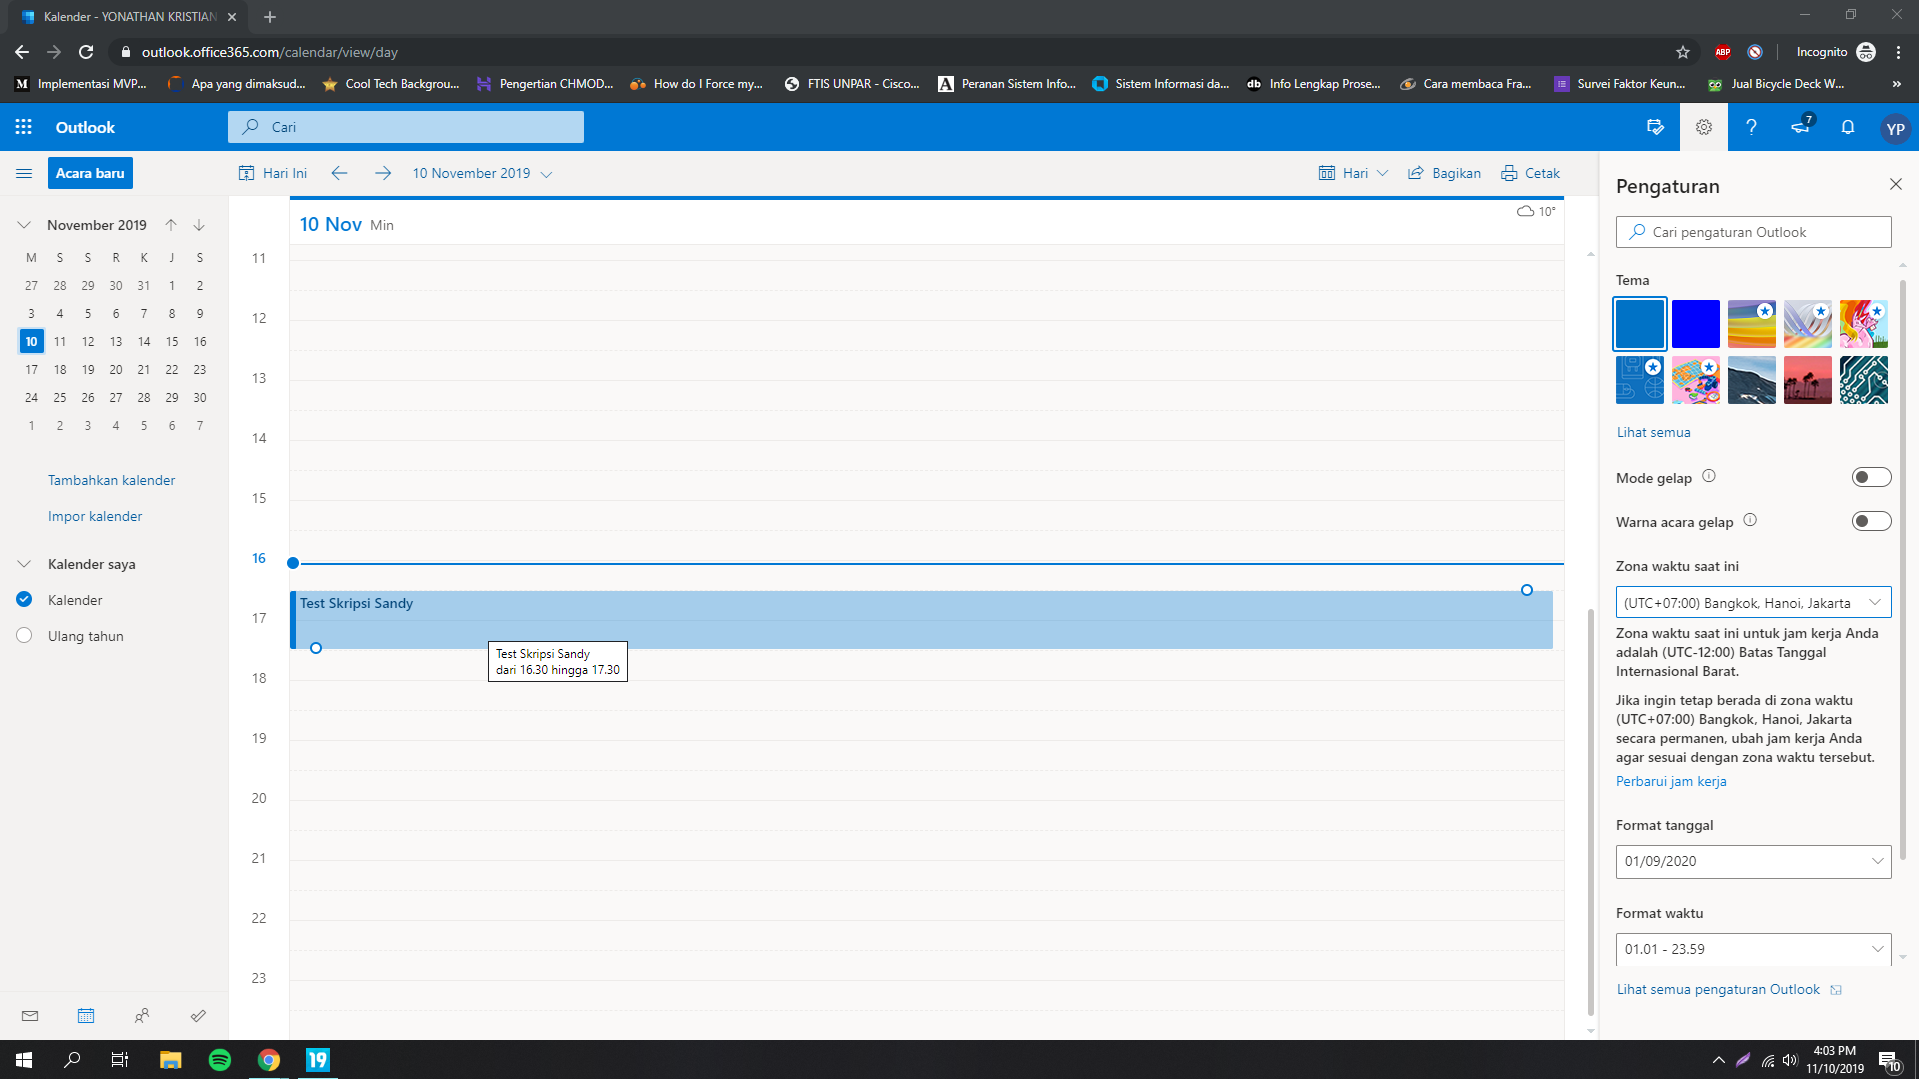 Kalender - YONATHAN KRISTIAN
outlook.office365.com/calendar/view/day
ABP
Incognito
Implementasi MVP...
Apa yang dimaksud...
Cool Tech Backgrou...
Pengertian CHMOD...
How do I Force my...
FTIS UNPAR - Cisco...
Peranan Sistem Info...
Sistem Informasi da...
Info Lengkap Prose...
Cara membaca Fra...
Survei Faktor Keun...
Jual Bicycle Deck W...
Outlook
Cari
7
YP
Acara baru
Hari Ini
10 November 2019
Hari
Bagikan
Cetak
November 2019
M S S R K J S
27 28 29 30 31 1 2
3 4 5 6 7 8 9
10 11 12 13 14 15 16
17 18 19 20 21 22 23
24 25 26 27 28 29 30
1 2 3 4 5 6 7
Tambahkan kalender
Impor kalender
Kalender saya
Kalender
Ulang tahun
10 Nov Min
10°
11
12
13
14
15
16
17
18
19
20
21
22
23
Test Skripsi Sandy
Test Skripsi Sandy
dari 16.30 hingga 17.30
Pengaturan
Cari pengaturan Outlook
Tema
Lihat semua
Mode gelap
Warna acara gelap
Zona waktu saat ini
(UTC+07:00) Bangkok, Hanoi, Jakarta
Zona waktu saat ini untuk jam kerja Anda
adalah (UTC-12:00) Batas Tanggal
Internasional Barat.
Jika ingin tetap berada di zona waktu
(UTC+07:00) Bangkok, Hanoi, Jakarta
secara permanen, ubah jam kerja Anda
agar sesuai dengan zona waktu tersebut.
Perbarui jam kerja
Format tanggal
01/09/2020
Format waktu
01.01 - 23.59
Lihat semua pengaturan Outlook
19
4:03 PM
11/10/2019
10